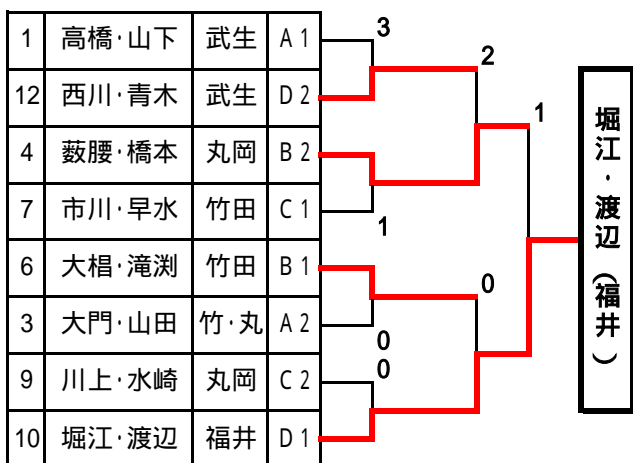 1 高橋・山下 武生 A1
12 西川・青木 武生 D2
4 薮腰・橋本 丸岡 B2
7 市川・早水 竹田 C1
6 大椙・滝渕 竹田 B1
3 大門・山田 竹・丸 A2
9 川上・水崎 丸岡 C2
10 堀江・渡辺 福井 D1
3
2
1
1
0
0
0
堀江・渡辺（福井）